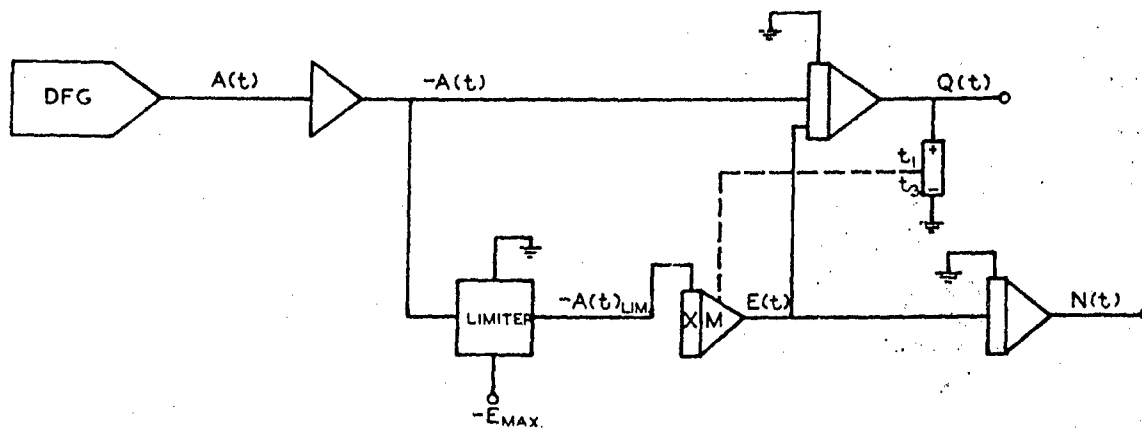 DFG
A(t)
-A(t)
Q(t)
t₁
t₃
+
−
LIMITER
-A(t)LIM.
X M
E(t)
N(t)
-EMAX.